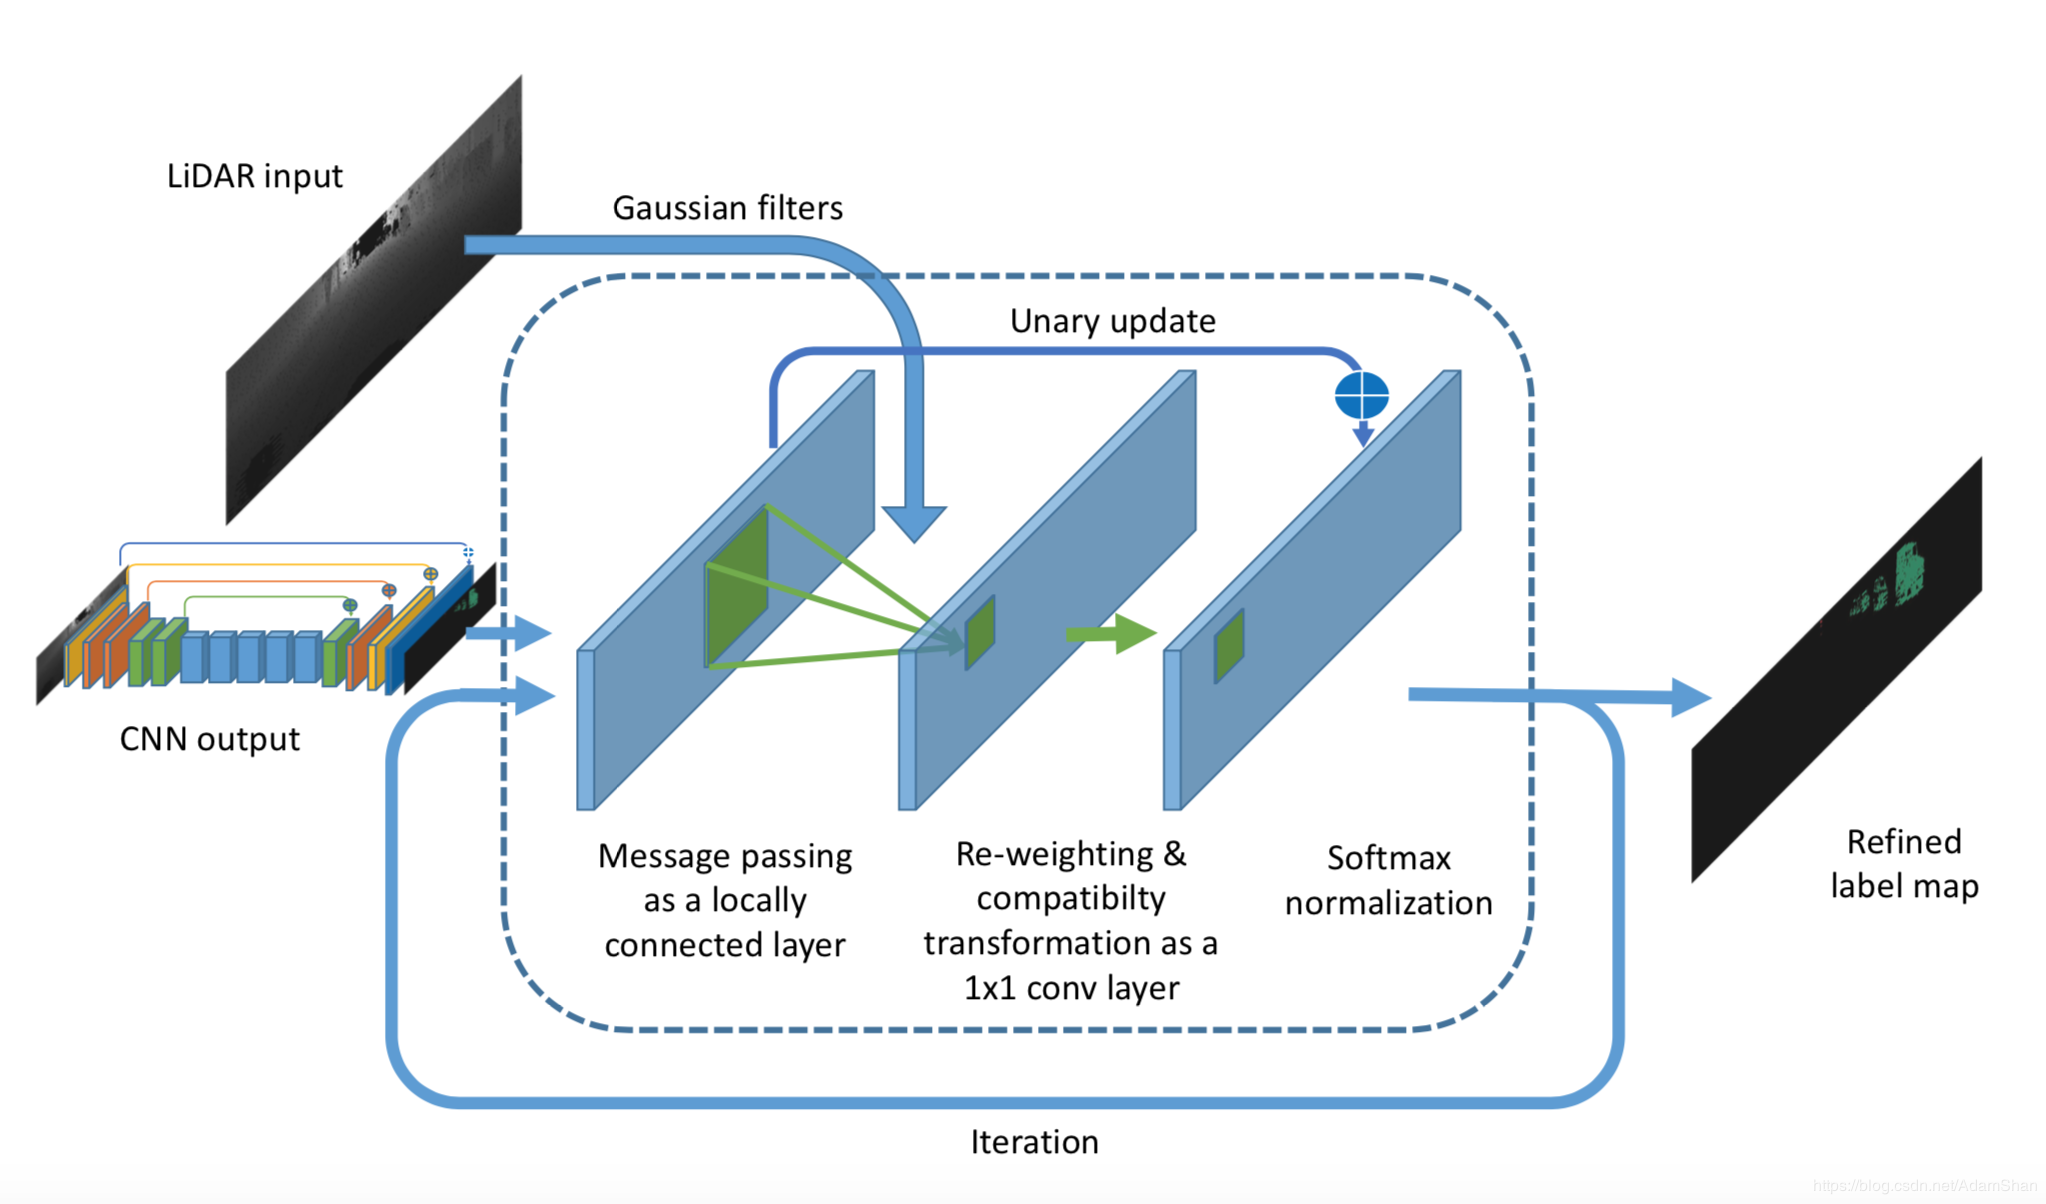 LiDAR input
Gaussian filters
Unary update
CNN output
Message passing
as a locally
connected layer
Re-weighting &
compatibilty
transformation as a
1x1 conv layer
Softmax
normalization
Refined
label map
Iteration
https://blog.csdn.net/AdamShan